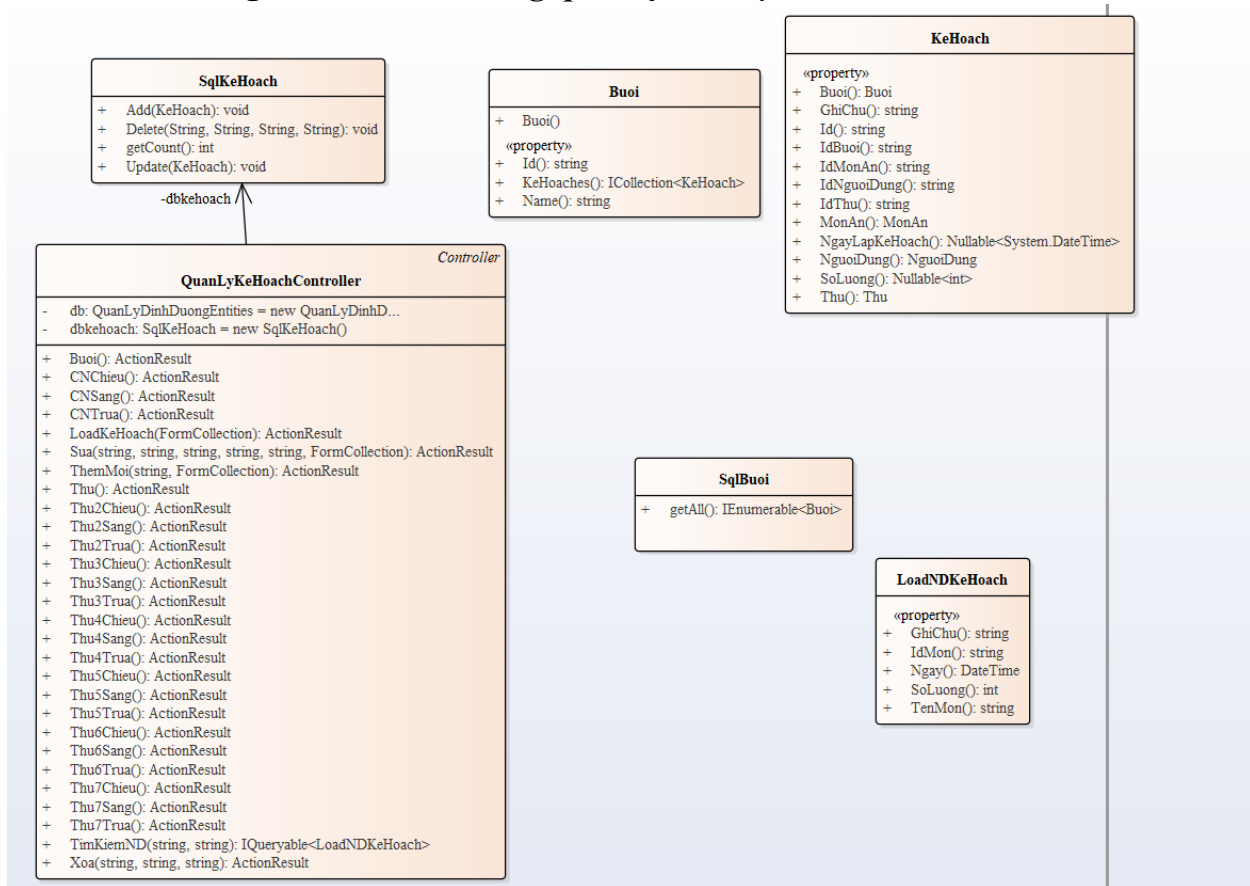 SqlKeHoach
+ Add(KeHoach): void
+ Delete(String, String, String, String): void
+ getCount(): int
+ Update(KeHoach): void
-dbkehoach
Controller
QuanLyKeHoachController
- db: QuanLyDinhDuongEntities = new QuanLyDinhD...
- dbkehoach: SqlKeHoach = new SqlKeHoach()
+ Buoi(): ActionResult
+ CNChieu(): ActionResult
+ CNSang(): ActionResult
+ CNTrua(): ActionResult
+ LoadKeHoach(FormCollection): ActionResult
+ Sua(string, string, string, string, string, FormCollection): ActionResult
+ ThemMoi(string, FormCollection): ActionResult
+ Thu(): ActionResult
+ Thu2Chieu(): ActionResult
+ Thu2Sang(): ActionResult
+ Thu2Trua(): ActionResult
+ Thu3Chieu(): ActionResult
+ Thu3Sang(): ActionResult
+ Thu3Trua(): ActionResult
+ Thu4Chieu(): ActionResult
+ Thu4Sang(): ActionResult
+ Thu4Trua(): ActionResult
+ Thu5Chieu(): ActionResult
+ Thu5Sang(): ActionResult
+ Thu5Trua(): ActionResult
+ Thu6Chieu(): ActionResult
+ Thu6Sang(): ActionResult
+ Thu6Trua(): ActionResult
+ Thu7Chieu(): ActionResult
+ Thu7Sang(): ActionResult
+ Thu7Trua(): ActionResult
+ TimKiemND(string, string): IQueryable<LoadNDKeHoach>
+ Xoa(string, string, string): ActionResult
Buoi
+ Buoi()
«property»
+ Id(): string
+ KeHoaches(): ICollection<KeHoach>
+ Name(): string
KeHoach
«property»
+ Buoi(): Buoi
+ GhiChu(): string
+ Id(): string
+ IdBuoi(): string
+ IdMonAn(): string
+ IdNguoiDung(): string
+ IdThu(): string
+ MonAn(): MonAn
+ NgayLapKeHoach(): Nullable<System.DateTime>
+ NguoiDung(): NguoiDung
+ SoLuong(): Nullable<int>
+ Thu(): Thu
SqlBuoi
+ getAll(): IEnumerable<Buoi>
LoadNDKeHoach
«property»
+ GhiChu(): string
+ IdMon(): string
+ Ngay(): DateTime
+ SoLuong(): int
+ TenMon(): string